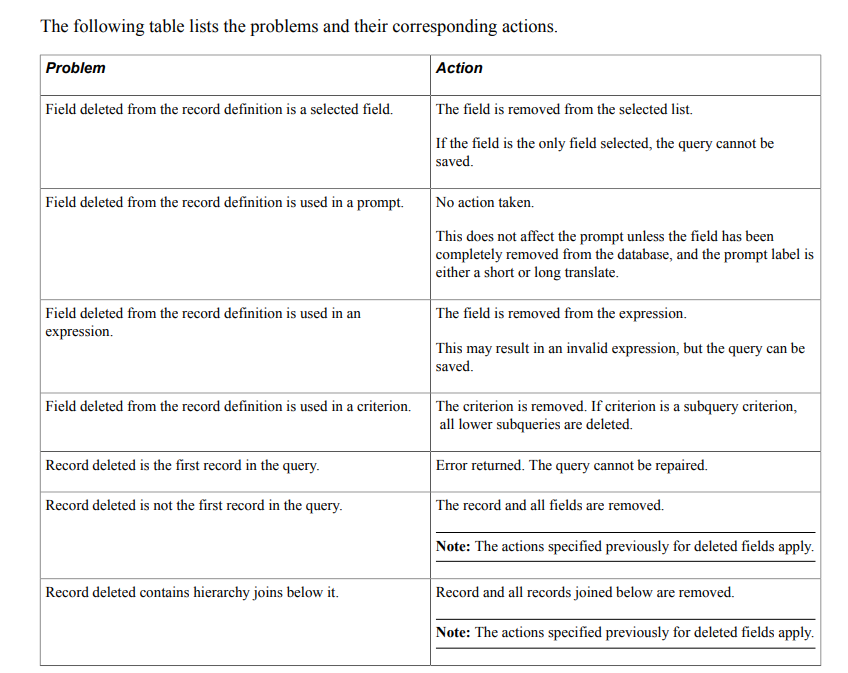 The following table lists the problems and their corresponding actions.
Problem
Action
Field deleted from the record definition is a selected field.
The field is removed from the selected list.
If the field is the only field selected, the query cannot be
saved.
Field deleted from the record definition is used in a prompt.
No action taken.
This does not affect the prompt unless the field has been
completely removed from the database, and the prompt label is
either a short or long translate.
Field deleted from the record definition is used in an
expression.
The field is removed from the expression.
This may result in an invalid expression, but the query can be
saved.
Field deleted from the record definition is used in a criterion.
The criterion is removed. If criterion is a subquery criterion,
all lower subqueries are deleted.
Record deleted is the first record in the query.
Error returned. The query cannot be repaired.
Record deleted is not the first record in the query.
The record and all fields are removed.
Note: The actions specified previously for deleted fields apply.
Record deleted contains hierarchy joins below it.
Record and all records joined below are removed.
Note: The actions specified previously for deleted fields apply.